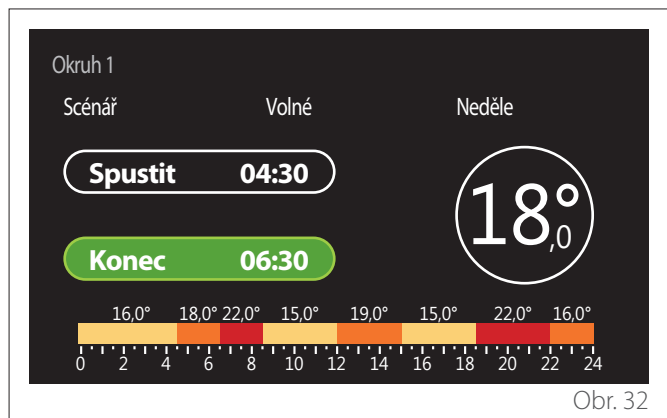 Okruh 1
Scénář Volné Neděle
Spustit 04:30
18°,0
Konec 06:30
16,0° 18,0° 22,0° 15,0° 19,0° 15,0° 22,0° 16,0°
0 2 4 6 8 10 12 14 16 18 20 22 24
Obr. 32